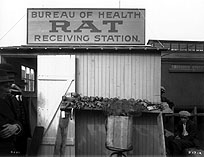 BUREAU OF HEALTH
RAT
RECEIVING STATION.